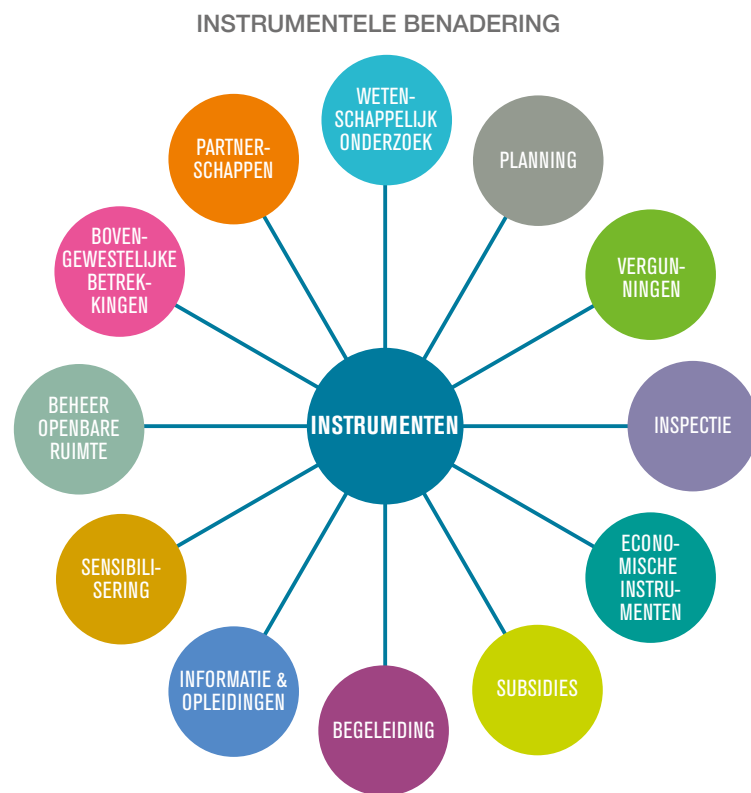 INSTRUMENTELE BENADERING
WETEN-
SCHAPPELIJK
ONDERZOEK
PLANNING
VERGUN-
NINGEN
INSPECTIE
ECONO-
MISCHE
INSTRU-
MENTEN
SUBSIDIES
BEGELEIDING
INFORMATIE &
OPLEIDINGEN
SENSIBILI-
SERING
BEHEER
OPENBARE
RUIMTE
BOVEN-
GEWESTELIJKE
BETREK-
KINGEN
PARTNER-
SCHAPPEN
INSTRUMENTEN